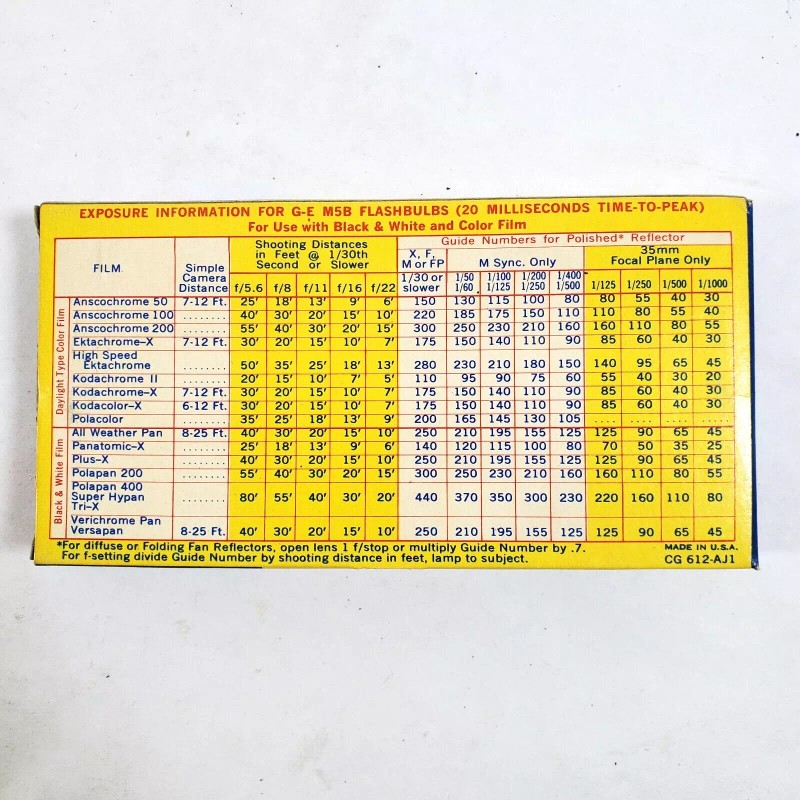 EXPOSURE INFORMATION FOR G-E M5B FLASHBULBS (20 MILLISECONDS TIME-TO-PEAK)
For Use with Black & White and Color Film
FILM
Simple Camera Distance
Shooting Distances in Feet @ 1/30th Second or Slower
Guide Numbers for Polished* Reflector
X, F, M or FP
M Sync. Only
35mm Focal Plane Only
f/5.6 f/8 f/11 f/16 f/22 1/30 or slower 1/50 1/60 1/100 1/125 1/200 1/250 1/400 1/500 1/125 1/250 1/500 1/1000
Daylight Type Color Film
Anscochrome 50 7-12 Ft. 25' 18' 13' 9' 6' 150 130 115 100 80 80 55 40 30
Anscochrome 100 ........ 40' 30' 20' 15' 10' 220 185 175 150 110 110 80 55 40
Anscochrome 200 ........ 55' 40' 30' 20' 15' 300 250 230 210 160 160 110 80 55
Ektachrome-X 7-12 Ft. 30' 20' 15' 10' 7' 175 150 140 110 90 85 60 40 30
High Speed
Ektachrome ........ 50' 35' 25' 18' 13' 280 230 210 180 150 140 95 65 45
Kodachrome II ........ 20' 15' 10' 7' 5' 110 95 90 75 60 55 40 30 20
Kodachrome-X 7-12 Ft. 30' 20' 15' 10' 7' 175 150 140 110 90 85 60 40 30
Kodacolor-X 6-12 Ft. 30' 20' 15' 10' 7' 175 150 140 110 90 85 60 40 30
Polacolor ........ 35' 25' 18' 13' 9' 200 165 145 130 105 .... .... .... ....
Black & White Film
All Weather Pan 8-25 Ft. 40' 30' 20' 15' 10' 250 210 195 155 125 125 90 65 45
Panatomic-X ........ 25' 18' 13' 9' 6' 140 120 115 100 80 70 50 35 25
Plus-X ........ 40' 30' 20' 15' 10' 250 210 195 155 125 125 90 65 45
Polapan 200 ........ 55' 40' 30' 20' 15' 300 250 230 210 160 160 110 80 55
Polapan 400
Super Hypan ........ 80' 55' 40' 30' 20' 440 370 350 300 230 220 160 110 80
Tri-X
Verichrome Pan
Versapan 8-25 Ft. 40' 30' 20' 15' 10' 250 210 195 155 125 125 90 65 45
*For diffuse or Folding Fan Reflectors, open lens 1 f/stop or multiply Guide Number by .7.
For f-setting divide Guide Number by shooting distance in feet, lamp to subject.
MADE IN U.S.A.
CG 612-AJ1